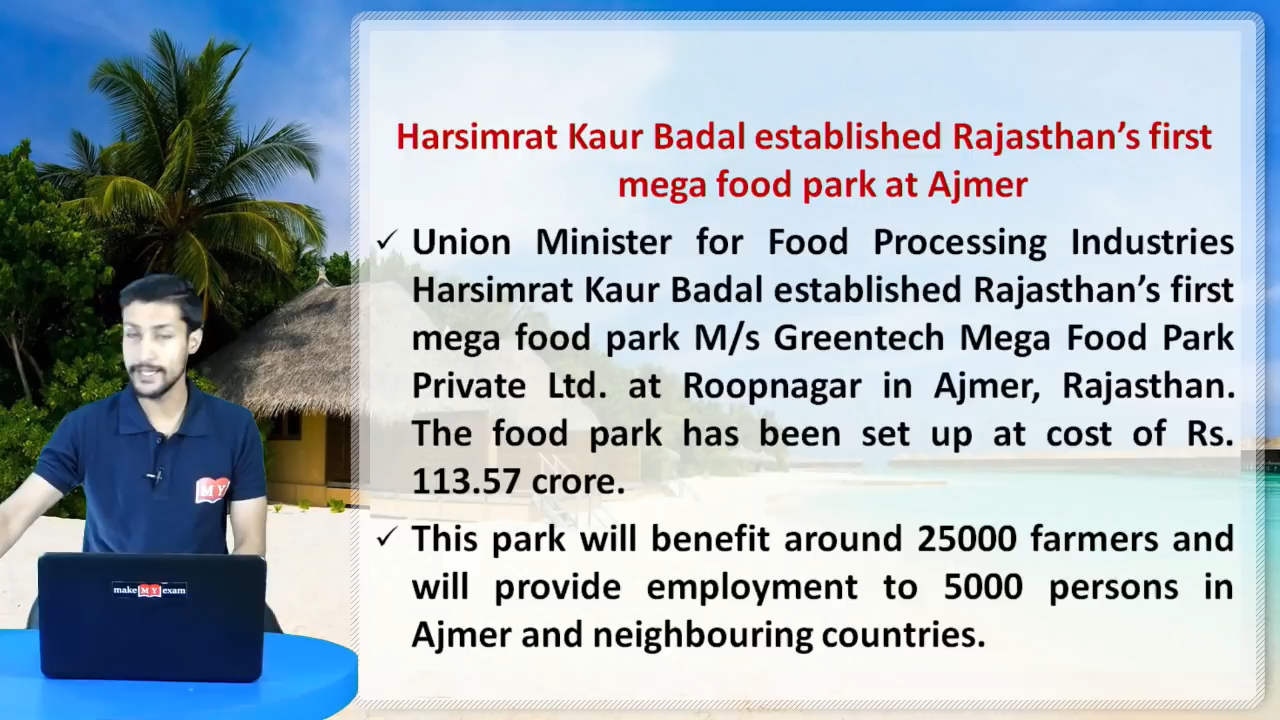 Harsimrat Kaur Badal established Rajasthan’s first
mega food park at Ajmer
✓ Union Minister for Food Processing Industries
Harsimrat Kaur Badal established Rajasthan’s first
mega food park M/s Greentech Mega Food Park
Private Ltd. at Roopnagar in Ajmer, Rajasthan.
The food park has been set up at cost of Rs.
113.57 crore.
✓ This park will benefit around 25000 farmers and
will provide employment to 5000 persons in
Ajmer and neighbouring countries.
MY
make MY exam